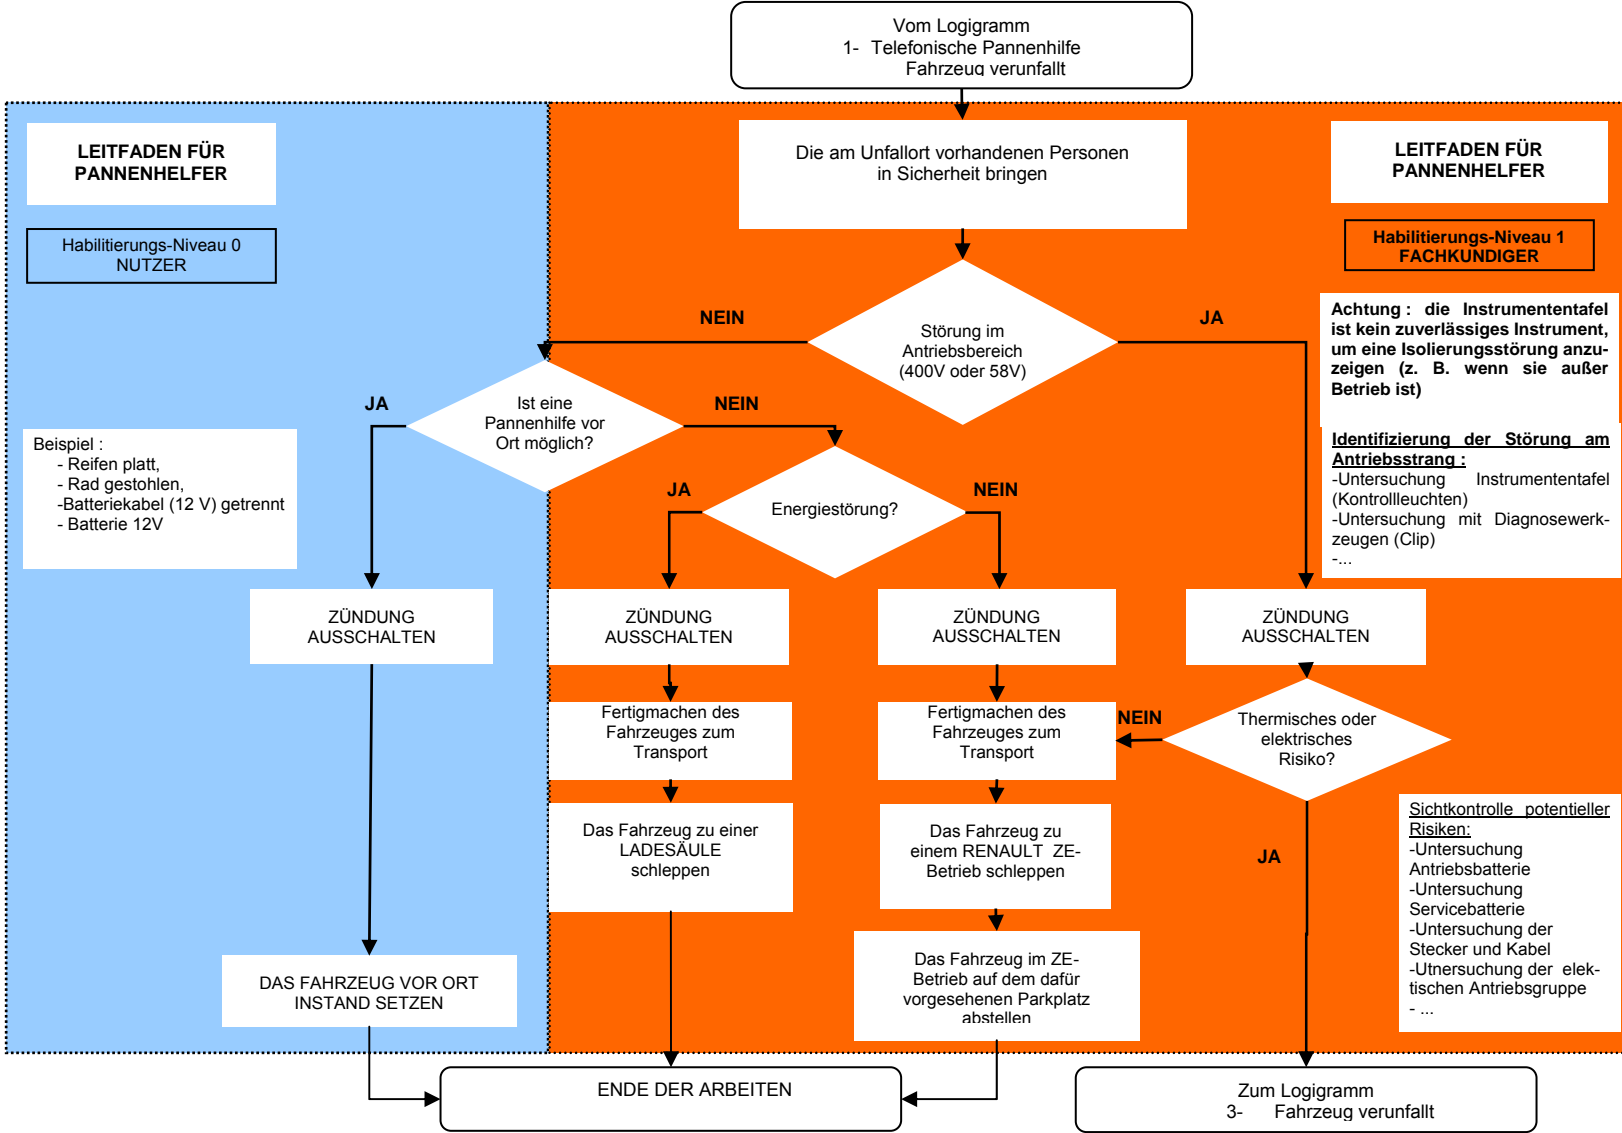 Vom Logigramm
1- Telefonische Pannenhilfe
Fahrzeug verunfallt
LEITFADEN FÜR
PANNENHELFER
Habilitierungs-Niveau 0
NUTZER
Die am Unfallort vorhandenen Personen
in Sicherheit bringen
LEITFADEN FÜR
PANNENHELFER
Habilitierungs-Niveau 1
FACHKUNDIGER
Achtung : die Instrumententafel
ist kein zuverlässiges Instrument,
um eine Isolierungsstörung anzu-
zeigen (z. B. wenn sie außer
Betrieb ist)
NEIN
Störung im
Antriebsbereich
(400V oder 58V)
JA
JA
Ist eine
Pannenhilfe vor
Ort möglich?
NEIN
Identifizierung der Störung am
Antriebsstrang :
-Untersuchung Instrumententafel
(Kontrollleuchten)
-Untersuchung mit Diagnosewerk-
zeugen (Clip)
-...
Beispiel :
- Reifen platt,
- Rad gestohlen,
-Batteriekabel (12 V) getrennt
- Batterie 12V
JA
Energiestörung?
NEIN
ZÜNDUNG
AUSSCHALTEN
ZÜNDUNG
AUSSCHALTEN
ZÜNDUNG
AUSSCHALTEN
ZÜNDUNG
AUSSCHALTEN
Fertigmachen des
Fahrzeuges zum
Transport
Fertigmachen des
Fahrzeuges zum
Transport
NEIN
Thermisches oder
elektrisches
Risiko?
Das Fahrzeug zu einer
LADESÄULE
schleppen
Das Fahrzeug zu
einem RENAULT ZE-
Betrieb schleppen
JA
Sichtkontrolle potentieller
Risiken:
-Untersuchung
Antriebsbatterie
-Untersuchung
Servicebatterie
-Untersuchung der
Stecker und Kabel
-Utnersuchung der elek-
tischen Antriebsgruppe
- ...
DAS FAHRZEUG VOR ORT
INSTAND SETZEN
Das Fahrzeug im ZE-
Betrieb auf dem dafür
vorgesehenen Parkplatz
abstellen
ENDE DER ARBEITEN
Zum Logigramm
3- Fahrzeug verunfallt